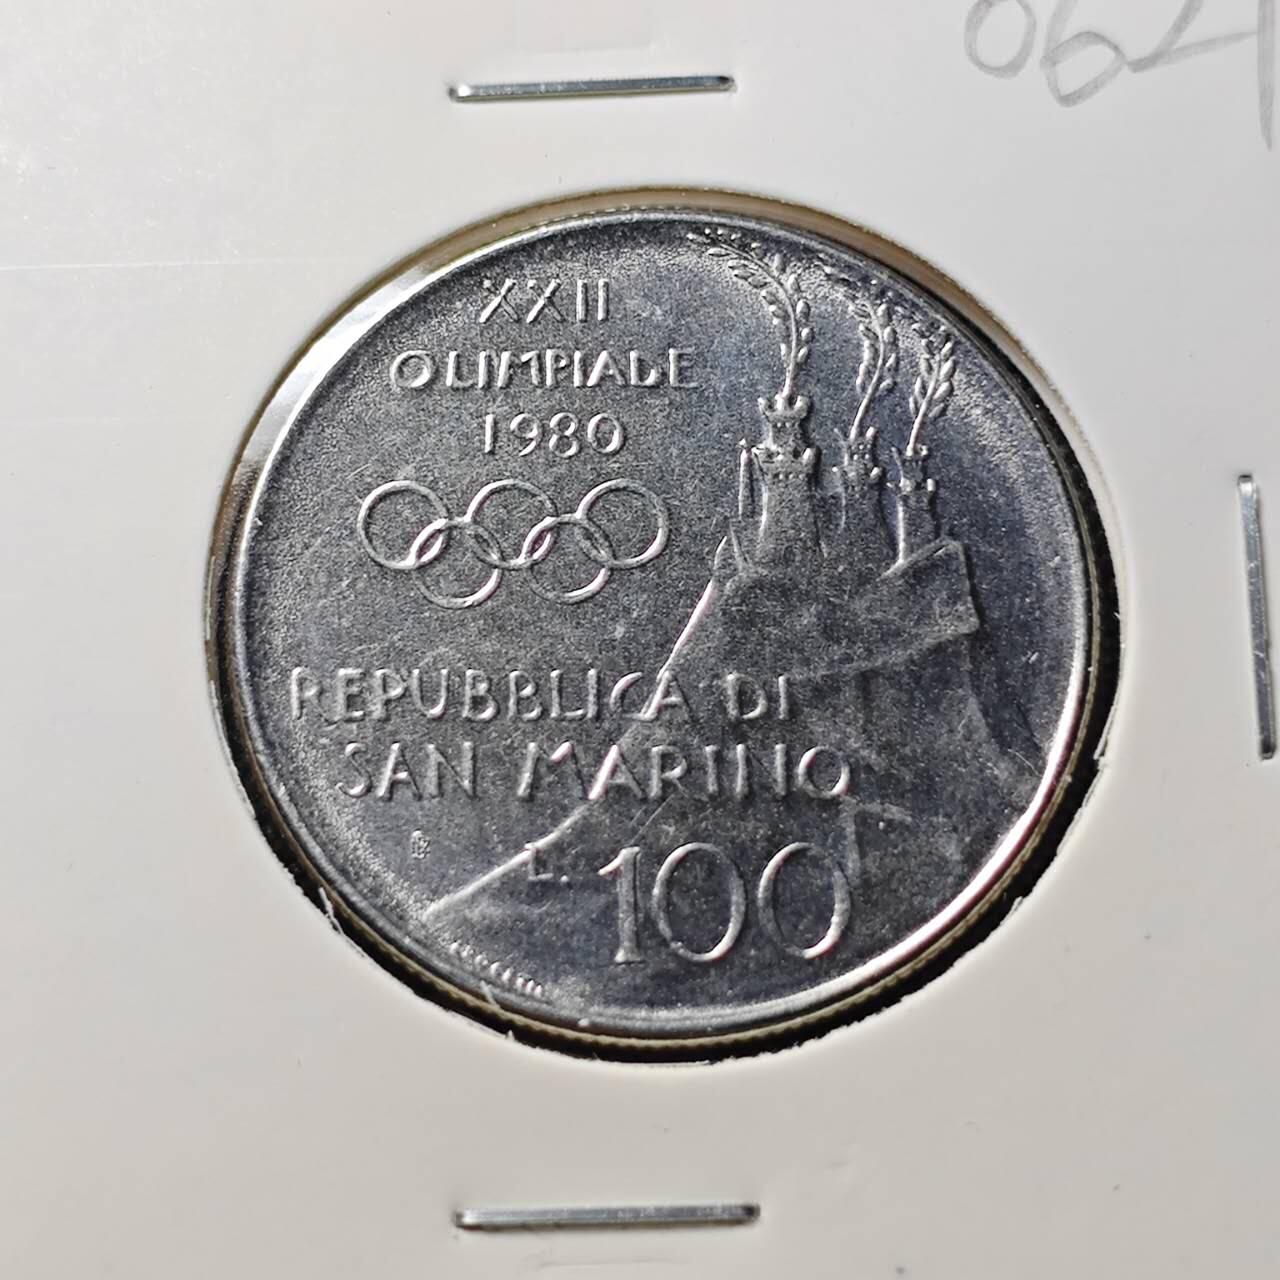 XXII
OLIMPIADE
1980
REPUBBLICA DI
SAN MARINO
L. 100